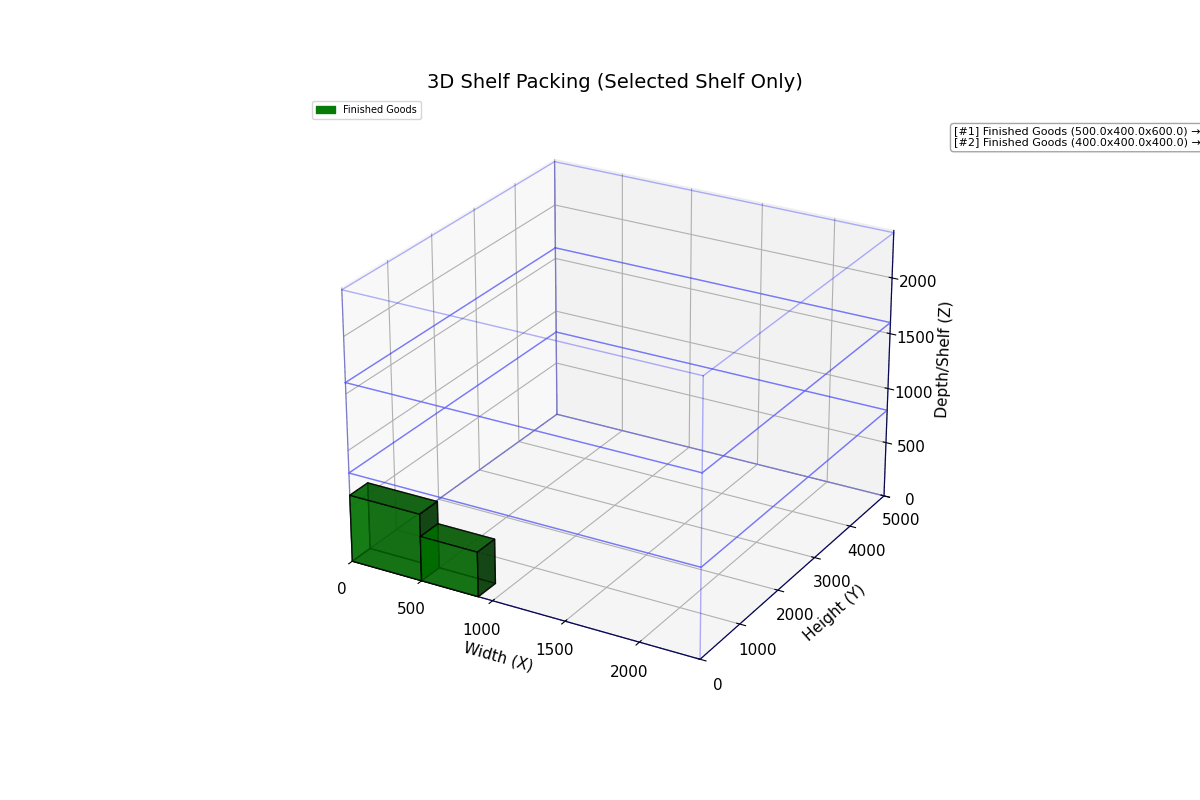 3D Shelf Packing (Selected Shelf Only)
Finished Goods
[#1] Finished Goods (500.0x400.0x600.0) →
[#2] Finished Goods (400.0x400.0x400.0) →
2000
1500
1000
500
0
Depth/Shelf (Z)
5000
4000
3000
2000
1000
0
Height (Y)
0
500
1000
1500
2000
Width (X)